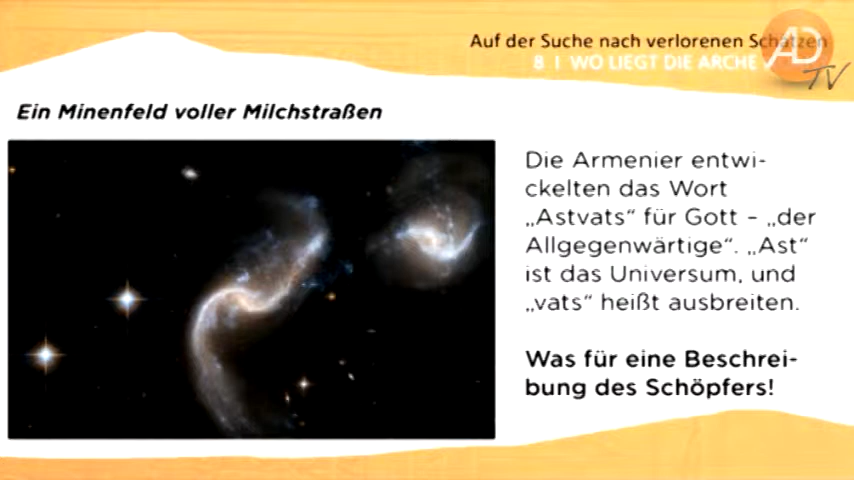 Auf der Suche nach verlorenen Schätzen
8 | WO LIEGT DIE ARCHE
AD
TV
Ein Minenfeld voller Milchstraßen
Die Armenier entwi-
ckelten das Wort
„Astvats“ für Gott – „der
Allgegenwärtige“. „Ast“
ist das Universum, und
„vats“ heißt ausbreiten.
Was für eine Beschrei-
bung des Schöpfers!